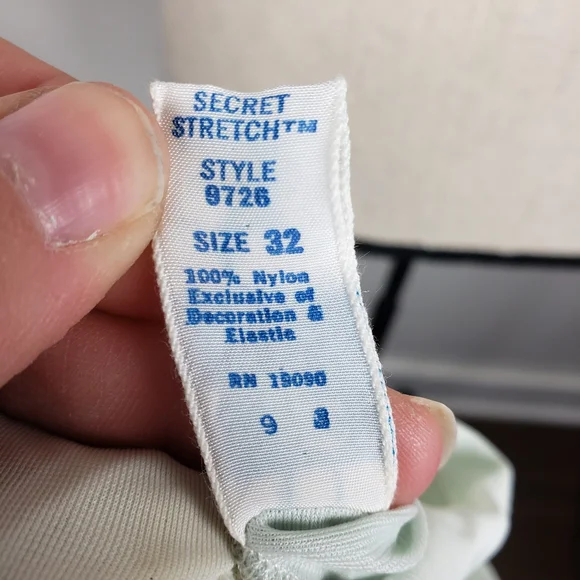 SECRET
STRETCH™
STYLE
9726
SIZE 32
100% Nylon
Exclusive of
Decoration &
Elastic
RN 19090
9 8